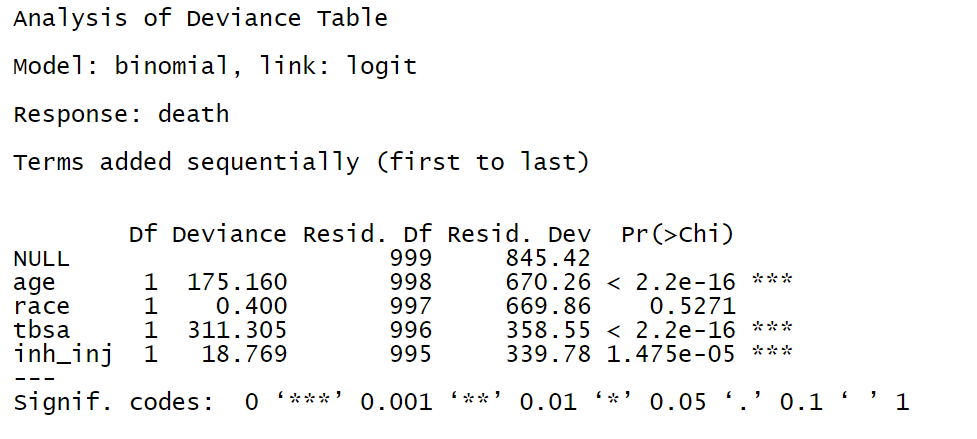 Analysis of Deviance Table
Model: binomial, link: logit
Response: death
Terms added sequentially (first to last)
Df Deviance Resid. Df Resid. Dev Pr(>Chi)
NULL 999 845.42
age 1 175.160 998 670.26 < 2.2e-16 ***
race 1 0.400 997 669.86 0.5271
tbsa 1 311.305 996 358.55 < 2.2e-16 ***
inh_inj 1 18.769 995 339.78 1.475e-05 ***
---
Signif. codes: 0 ‘***’ 0.001 ‘**’ 0.01 ‘*’ 0.05 ‘.’ 0.1 ‘ ’ 1